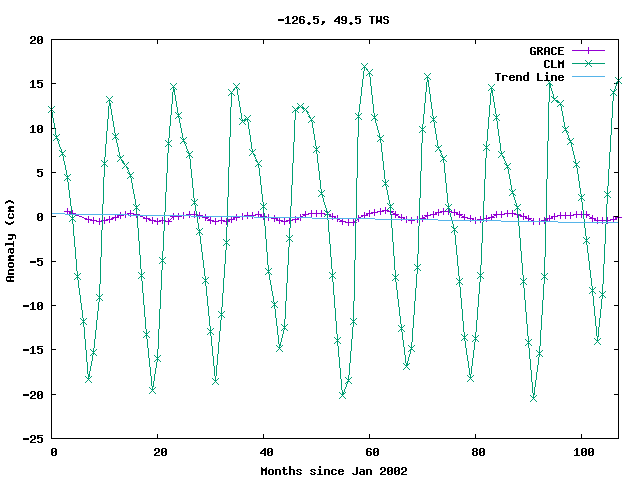 -126.5, 49.5 TWS
20
15
10
5
0
-5
-10
-15
-20
-25
Anomaly (cm)
GRACE
CLM
Trend Line
0 20 40 60 80 100
Months since Jan 2002